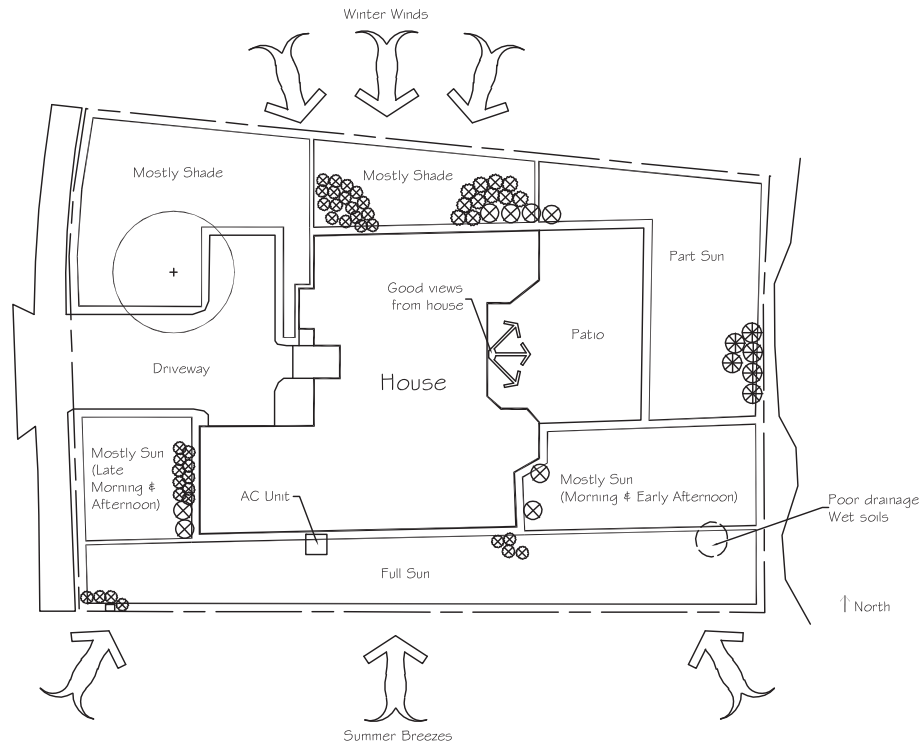 Winter Winds
Mostly Shade
Mostly Shade
Part Sun
Good views
from house
Patio
Driveway
House
Mostly Sun
(Late
Morning &
Afternoon)
AC Unit
Mostly Sun
(Morning & Early Afternoon)
Poor drainage
Wet soils
Full Sun
North
Summer Breezes